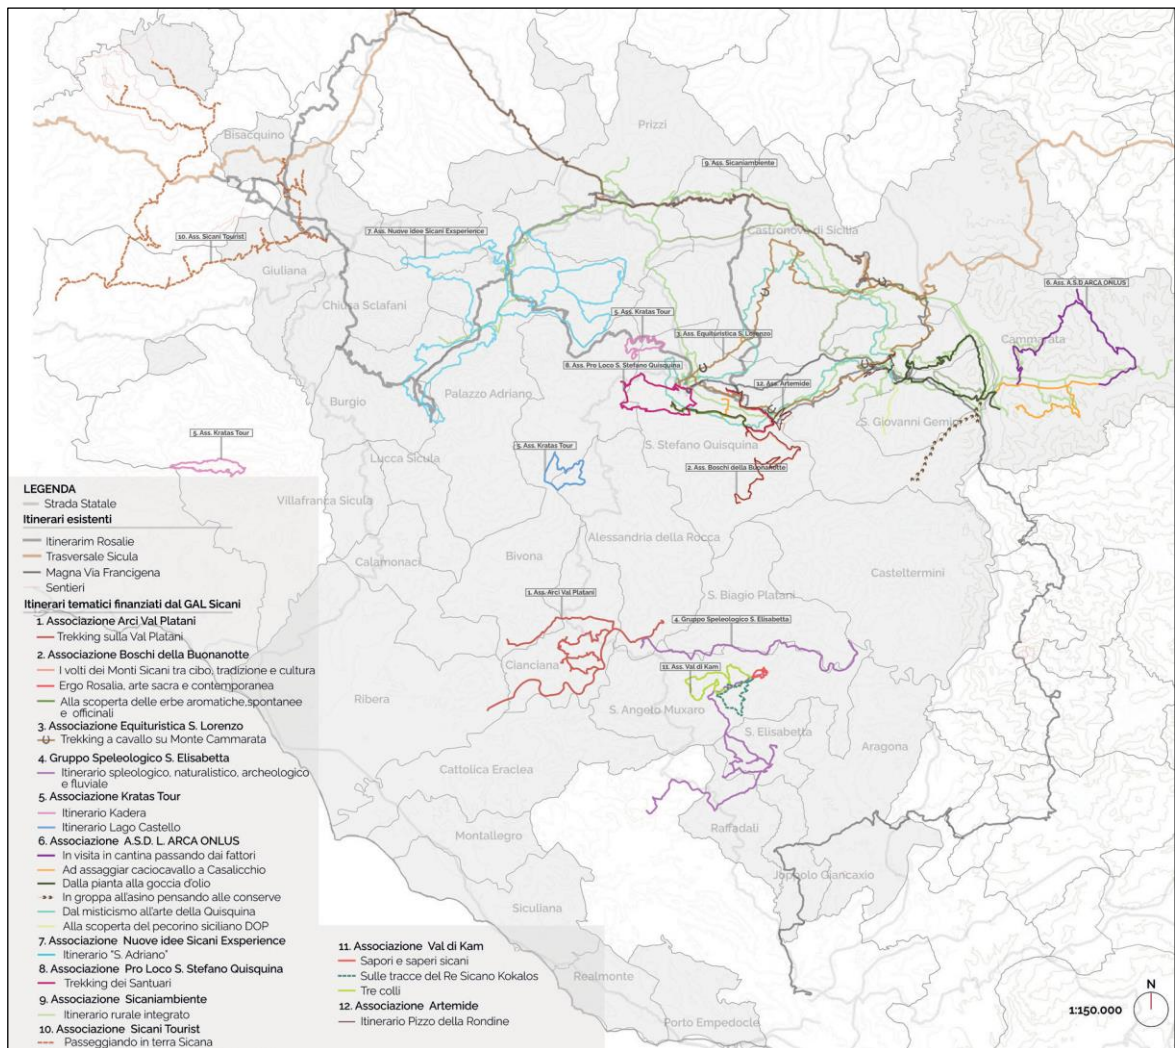 Prizzi
Bisacquino
9. Ass. Sicaniambiente
7. Ass. Nuove idee Sicani Exsperience
Castronovo di Sicilia
10. Ass. Sicani Tourist
Giuliana
6. Ass. A.S.D ARCA ONLUS
Chiusa Sclafani
5. Ass. Kratas Tour
3. Ass. Equituristica S. Lorenzo
Cammarata
8. Ass. Pro Loco S. Stefano Quisquina
12. Ass. Artemide
Palazzo Adriano
Burgio
S. Giovanni Gemini
5. Ass. Kratas Tour
S. Stefano Quisquina
5. Ass. Kratas Tour
Lucca Sicula
2. Ass. Boschi della Buonanotte
Villafranca Sicula
Alessandria della Rocca
Bivona
Calamonaci
Casteltermini
S. Biagio Platani
1. Ass. Arci Val Platani
4. Gruppo Speleologico S. Elisabetta
Cianciana
11. Ass. Val di Kam
Ribera
S. Angelo Muxaro
S. Elisabetta
Aragona
Cattolica Eraclea
Raffadali
Montallegro
Joppolo Giancaxio
Siculiana
Realmonte
Porto Empedocle
LEGENDA
Strada Statale
Itinerari esistenti
Itinerarim Rosalie
Trasversale Sicula
Magna Via Francigena
Sentieri
Itinerari tematici finanziati dal GAL Sicani
1. Associazione Arci Val Platani
Trekking sulla Val Platani
2. Associazione Boschi della Buonanotte
I volti dei Monti Sicani tra cibo, tradizione e cultura
Ergo Rosalia, arte sacra e contemporanea
Alla scoperta delle erbe aromatiche,spontanee
e officinali
3. Associazione Equituristica S. Lorenzo
Trekking a cavallo su Monte Cammarata
4. Gruppo Speleologico S. Elisabetta
Itinerario spleologico, naturalistico, archeologico
e fluviale
5. Associazione Kratas Tour
Itinerario Kadera
Itinerario Lago Castello
6. Associazione A.S.D. L. ARCA ONLUS
In visita in cantina passando dai fattori
Ad assaggiar caciocavallo a Casalicchio
Dalla pianta alla goccia d'olio
In groppa all'asino pensando alle conserve
Dal misticismo all'arte della Quisquina
Alla scoperta del pecorino siciliano DOP
7. Associazione Nuove idee Sicani Exsperience
Itinerario "S. Adriano"
8. Associazione Pro Loco S. Stefano Quisquina
Trekking dei Santuari
9. Associazione Sicaniambiente
Itinerario rurale integrato
10. Associazione Sicani Tourist
Passeggiando in terra Sicana
11. Associazione Val di Kam
Sapori e saperi sicani
Sulle tracce del Re Sicano Kokalos
Tre colli
12. Associazione Artemide
Itinerario Pizzo della Rondine
N
1:150.000